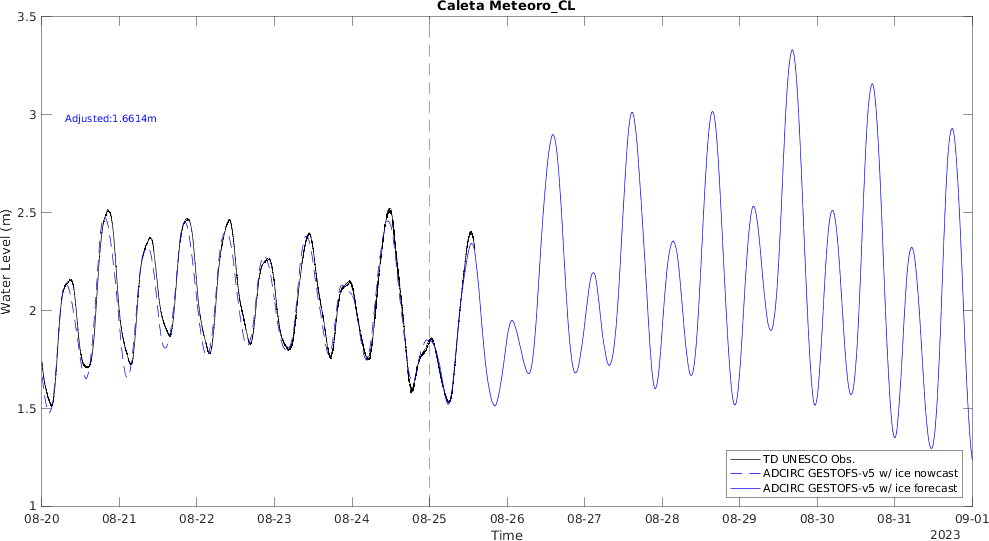 Caleta Meteoro_CL
3.5
3
2.5
2
1.5
1
Water Level (m)
Adjusted:1.6614m
TD UNESCO Obs.
ADCIRC GESTOFS-v5 w/ ice nowcast
ADCIRC GESTOFS-v5 w/ ice forecast
08-20 08-21 08-22 08-23 08-24 08-25 08-26 08-27 08-28 08-29 08-30 08-31 09-01
Time
2023